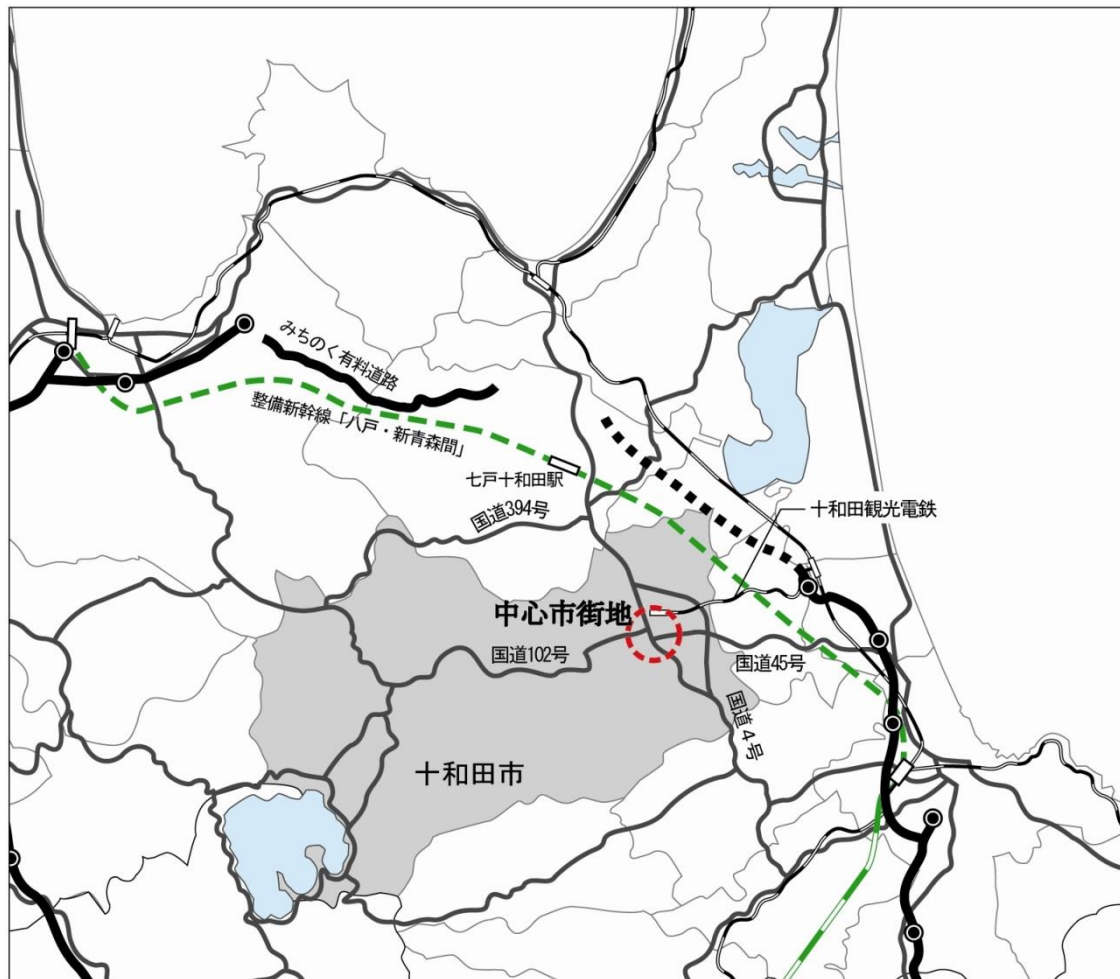 みちのく有料道路
整備新幹線「八戸・新青森間」
七戸十和田駅
国道394号
十和田観光電鉄
中心市街地
国道102号
国道45号
国道4号
十和田市